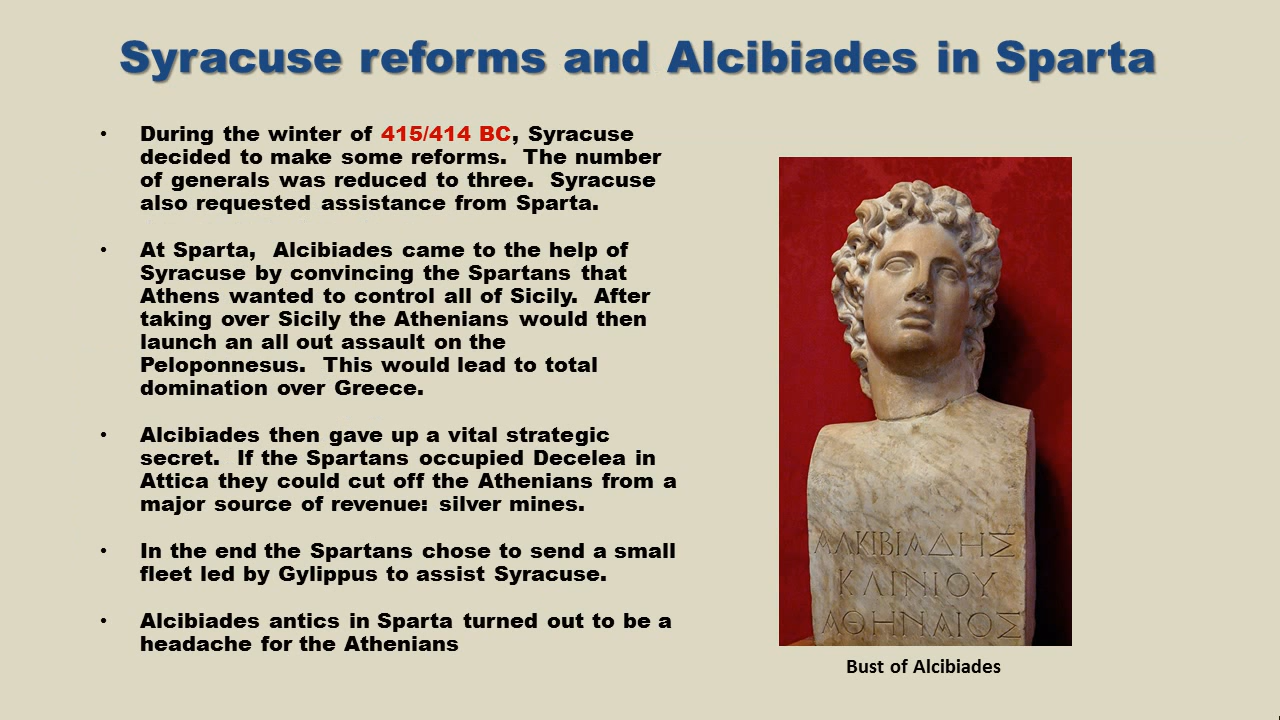 Syracuse reforms and Alcibiades in Sparta
• During the winter of 415/414 BC, Syracuse
decided to make some reforms.  The number
of generals was reduced to three.  Syracuse
also requested assistance from Sparta.
• At Sparta,  Alcibiades came to the help of
Syracuse by convincing the Spartans that
Athens wanted to control all of Sicily.  After
taking over Sicily the Athenians would then
launch an all out assault on the
Peloponnesus.  This would lead to total
domination over Greece.
• Alcibiades then gave up a vital strategic
secret.  If the Spartans occupied Decelea in
Attica they could cut off the Athenians from a
major source of revenue: silver mines.
• In the end the Spartans chose to send a small
fleet led by Gylippus to assist Syracuse.
• Alcibiades antics in Sparta turned out to be a
headache for the Athenians
ΑΛΚΙΒΙΑΔΗΣ
ΚΛΙΝΙΟΥ
ΑΘΗΝΑΙΟΣ
Bust of Alcibiades